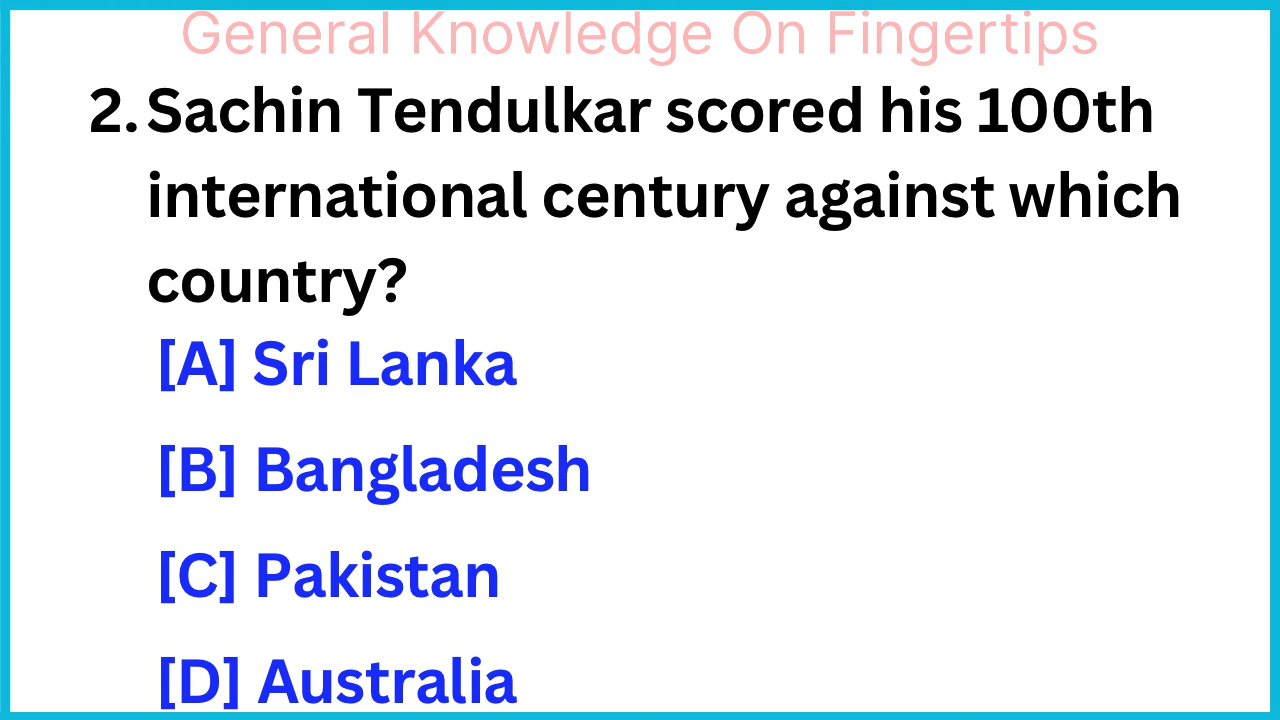 General Knowledge On Fingertips
2. Sachin Tendulkar scored his 100th
international century against which
country?
[A] Sri Lanka
[B] Bangladesh
[C] Pakistan
[D] Australia